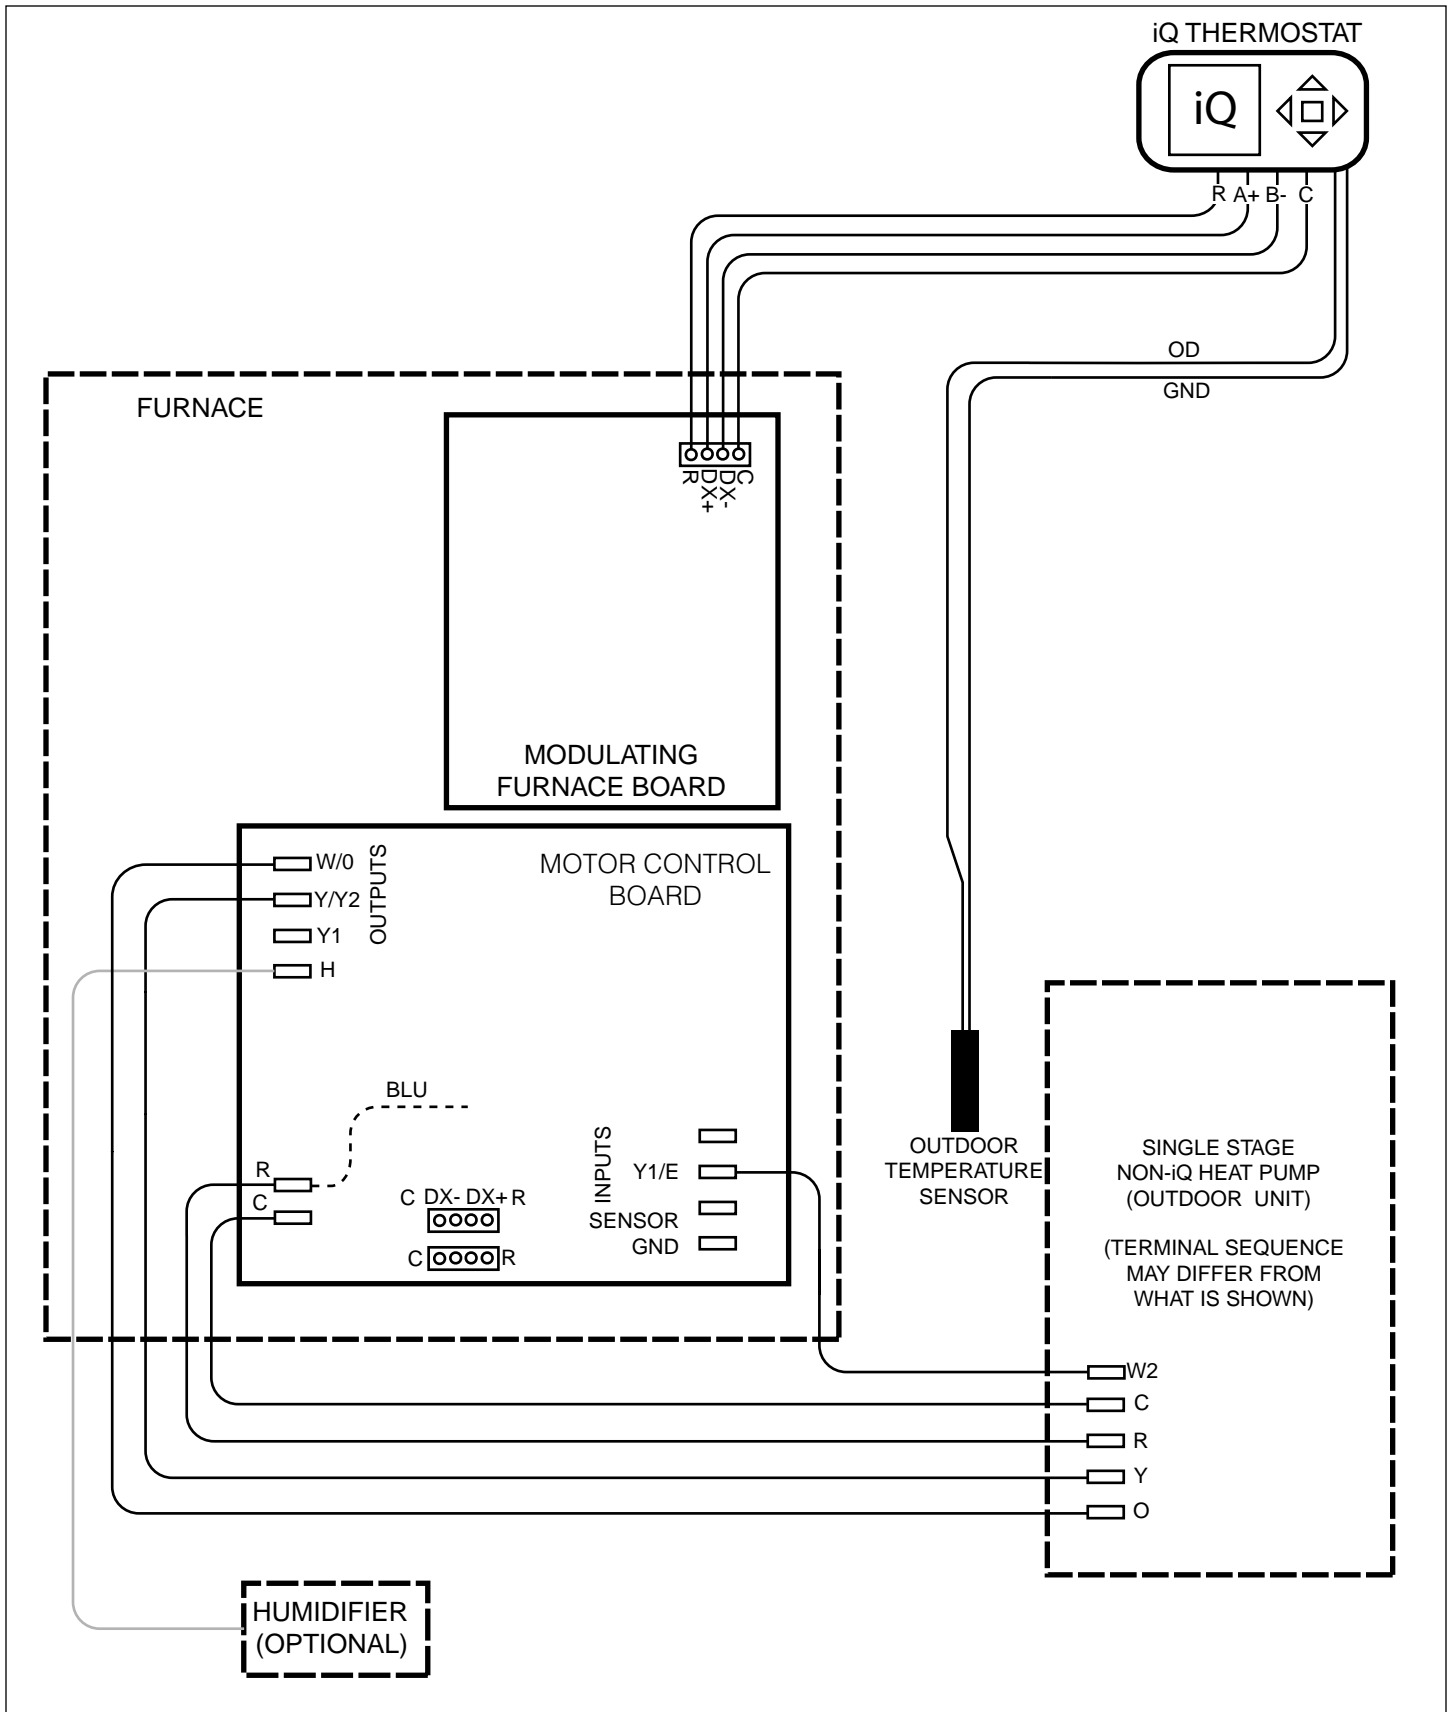 iQ THERMOSTAT
iQ
R A+ B- C
OD
GND
FURNACE
R
DX+
DX-
C
MODULATING
FURNACE BOARD
MOTOR CONTROL
BOARD
W/0
Y/Y2
Y1
H
OUTPUTS
BLU
R
C
C DX- DX+ R
C R
INPUTS
Y1/E
SENSOR
GND
OUTDOOR
TEMPERATURE
SENSOR
SINGLE STAGE
NON-iQ HEAT PUMP
(OUTDOOR UNIT)
(TERMINAL SEQUENCE
MAY DIFFER FROM
WHAT IS SHOWN)
W2
C
R
Y
O
HUMIDIFIER
(OPTIONAL)